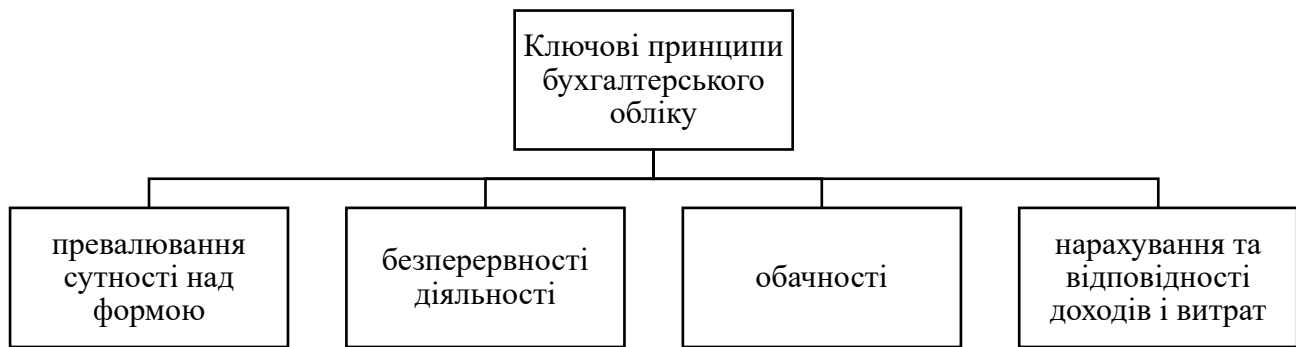 Ключові принципи
бухгалтерського
обліку
превалювання
сутності над
формою
безперервності
діяльності
обачності
нарахування та
відповідності
доходів і витрат